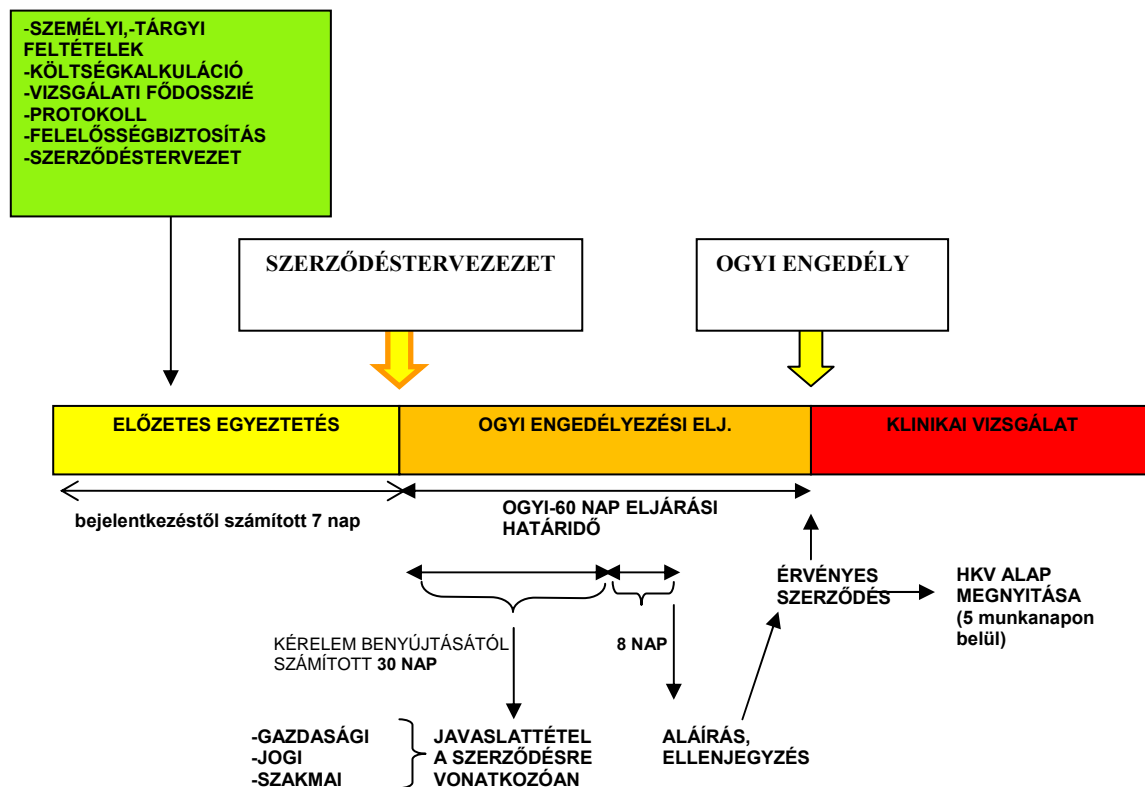 -SZEMÉLYI,-TÁRGYI
FELTÉTELEK
-KÖLTSÉGKALKULÁCIÓ
-VIZSGÁLATI FŐDOSSZIÉ
-PROTOKOLL
-FELELŐSSÉGBIZTOSÍTÁS
-SZERZŐDÉSTERVEZET
SZERZŐDÉSTERVEZEZET
OGYI ENGEDÉLY
ELŐZETES EGYEZTETÉS
OGYI ENGEDÉLYEZÉSI ELJ.
KLINIKAI VIZSGÁLAT
bejelentkezéstől számított 7 nap
OGYI-60 NAP ELJÁRÁSI
HATÁRIDŐ
KÉRELEM BENYÚJTÁSÁTÓL
SZÁMÍTOTT 30 NAP
8 NAP
ÉRVÉNYES
SZERZŐDÉS
HKV ALAP
MEGNYITÁSA
(5 munkanapon
belül)
-GAZDASÁGI
-JOGI
-SZAKMAI
JAVASLATTÉTEL
A SZERZŐDÉSRE
VONATKOZÓAN
ALÁÍRÁS,
ELLENJEGYZÉS